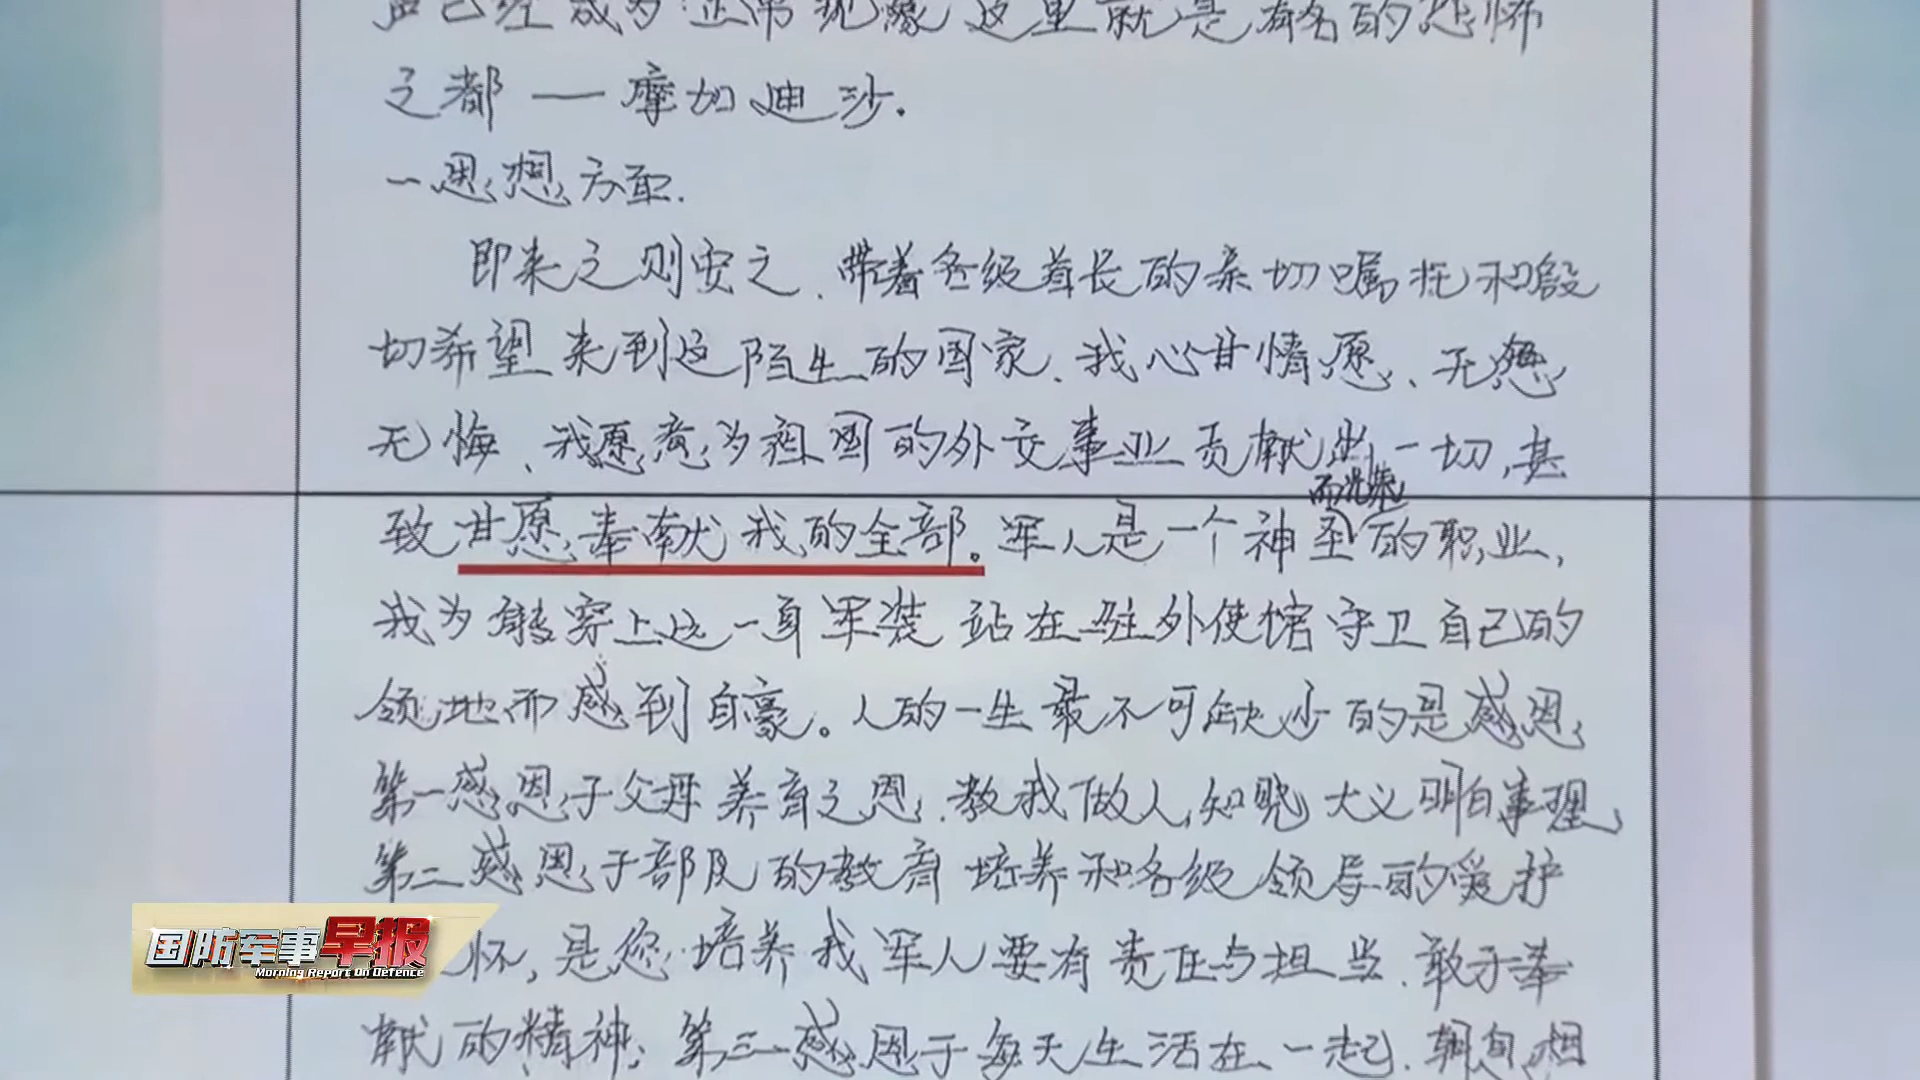 声已经成为正常现象这里就是有名的恐怖
之都——摩加迪沙.
一思想方面.
即来之则安之、带着各级首长的亲切嘱托和殷
切希望来到这陌生的国家、我心甘情愿、无怨
无悔、我愿意为祖国的外交事业贡献出一切,甚
而光荣
致甘愿奉献我的全部。军人是一个神圣的职业,
我为能穿上这一身军装站在驻外使馆守卫自己的
领地而感到自豪。人的一生最不可缺少的是感恩
第一感恩于父母养育之恩、教我做人,知晓大义明白事理,
第二感恩于部队的教育培养和各级领导的爱护
怀,是您培养我军人要有责任与担当、敢于奉
献的精神;第三感恩于每天生活在一起、朝夕相
国防军事早报
Morning Report On Defence